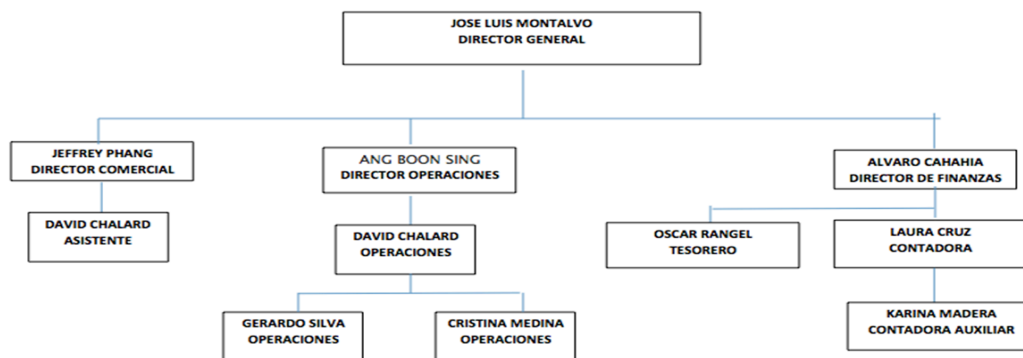 JOSE LUIS MONTALVO
DIRECTOR GENERAL
JEFFREY PHANG
DIRECTOR COMERCIAL
ANG BOON SING
DIRECTOR OPERACIONES
ALVARO CAHAHIA
DIRECTOR DE FINANZAS
DAVID CHALARD
ASISTENTE
DAVID CHALARD
OPERACIONES
OSCAR RANGEL
TESORERO
LAURA CRUZ
CONTADORA
GERARDO SILVA
OPERACIONES
CRISTINA MEDINA
OPERACIONES
KARINA MADERA
CONTADORA AUXILIAR